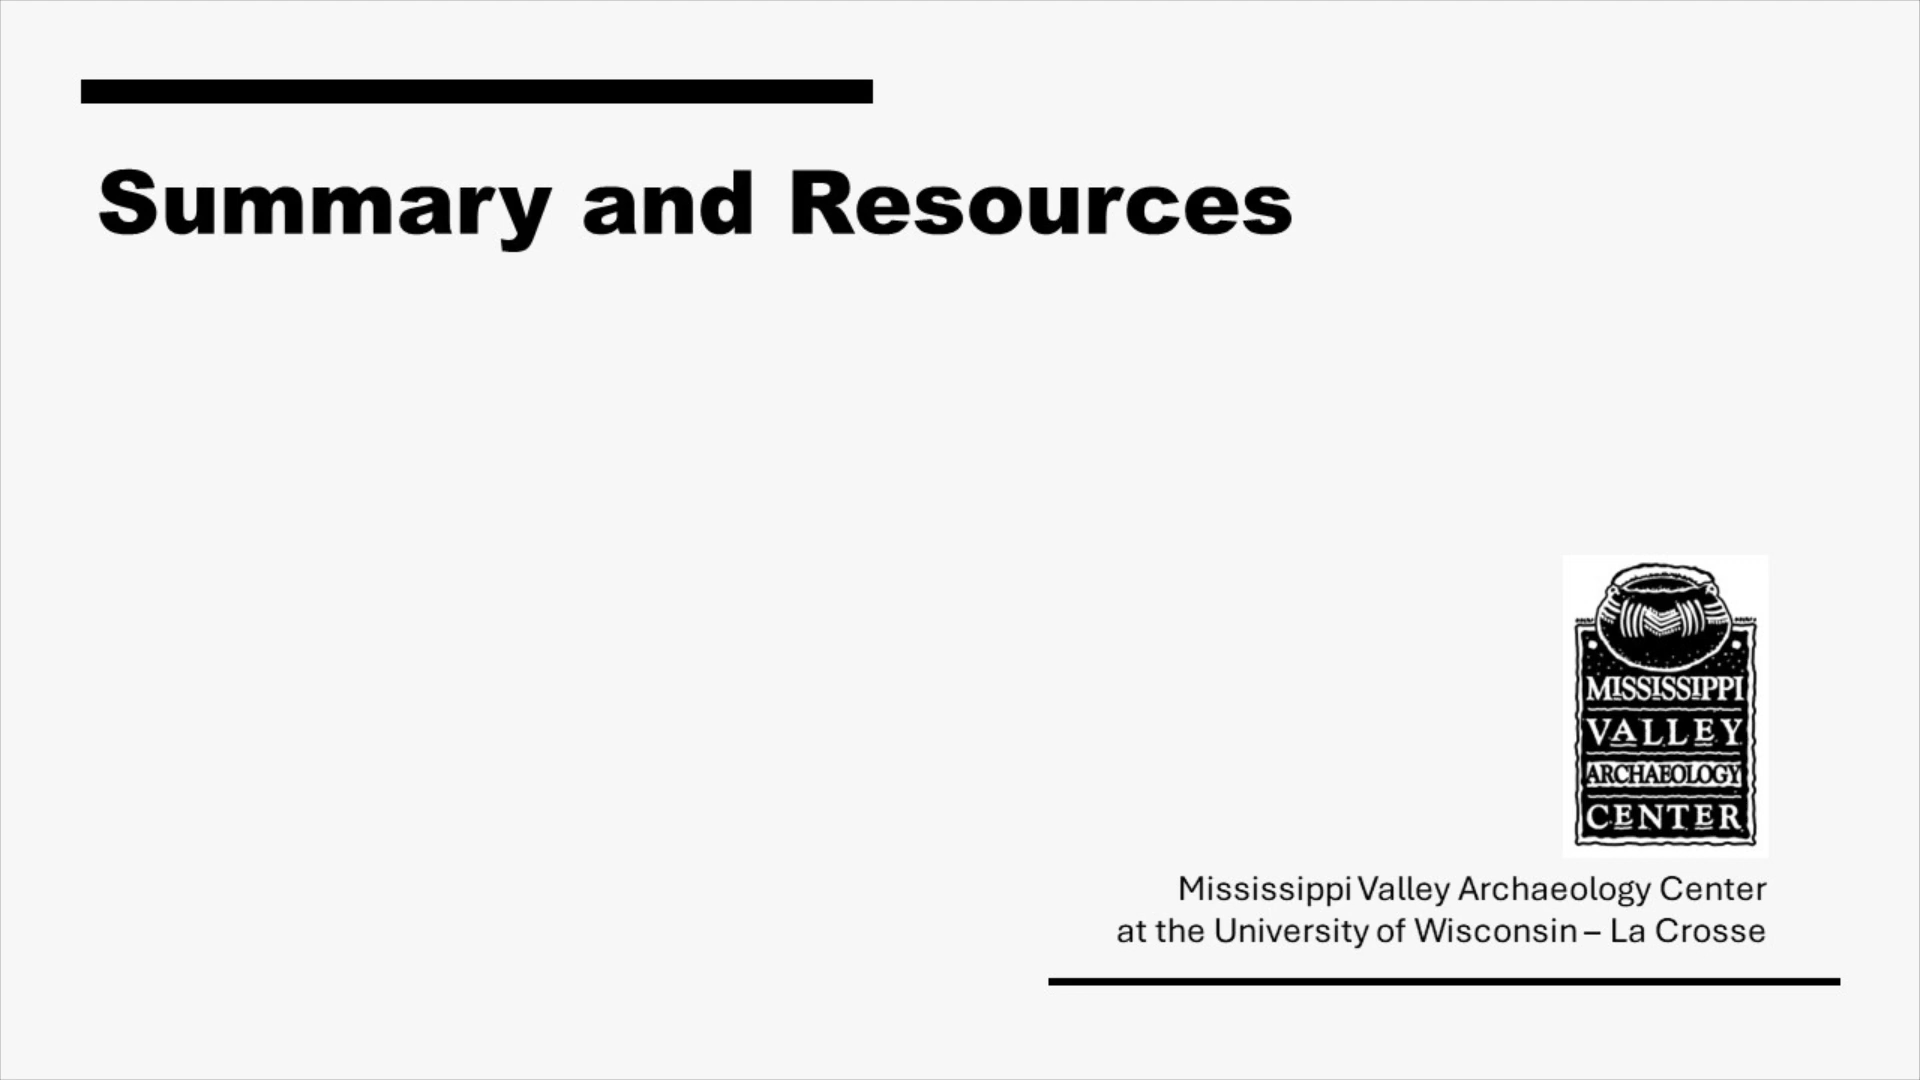 Summary and Resources
MISSISSIPPI
VALLEY
ARCHAEOLOGY
CENTER
Mississippi Valley Archaeology Center
at the University of Wisconsin – La Crosse